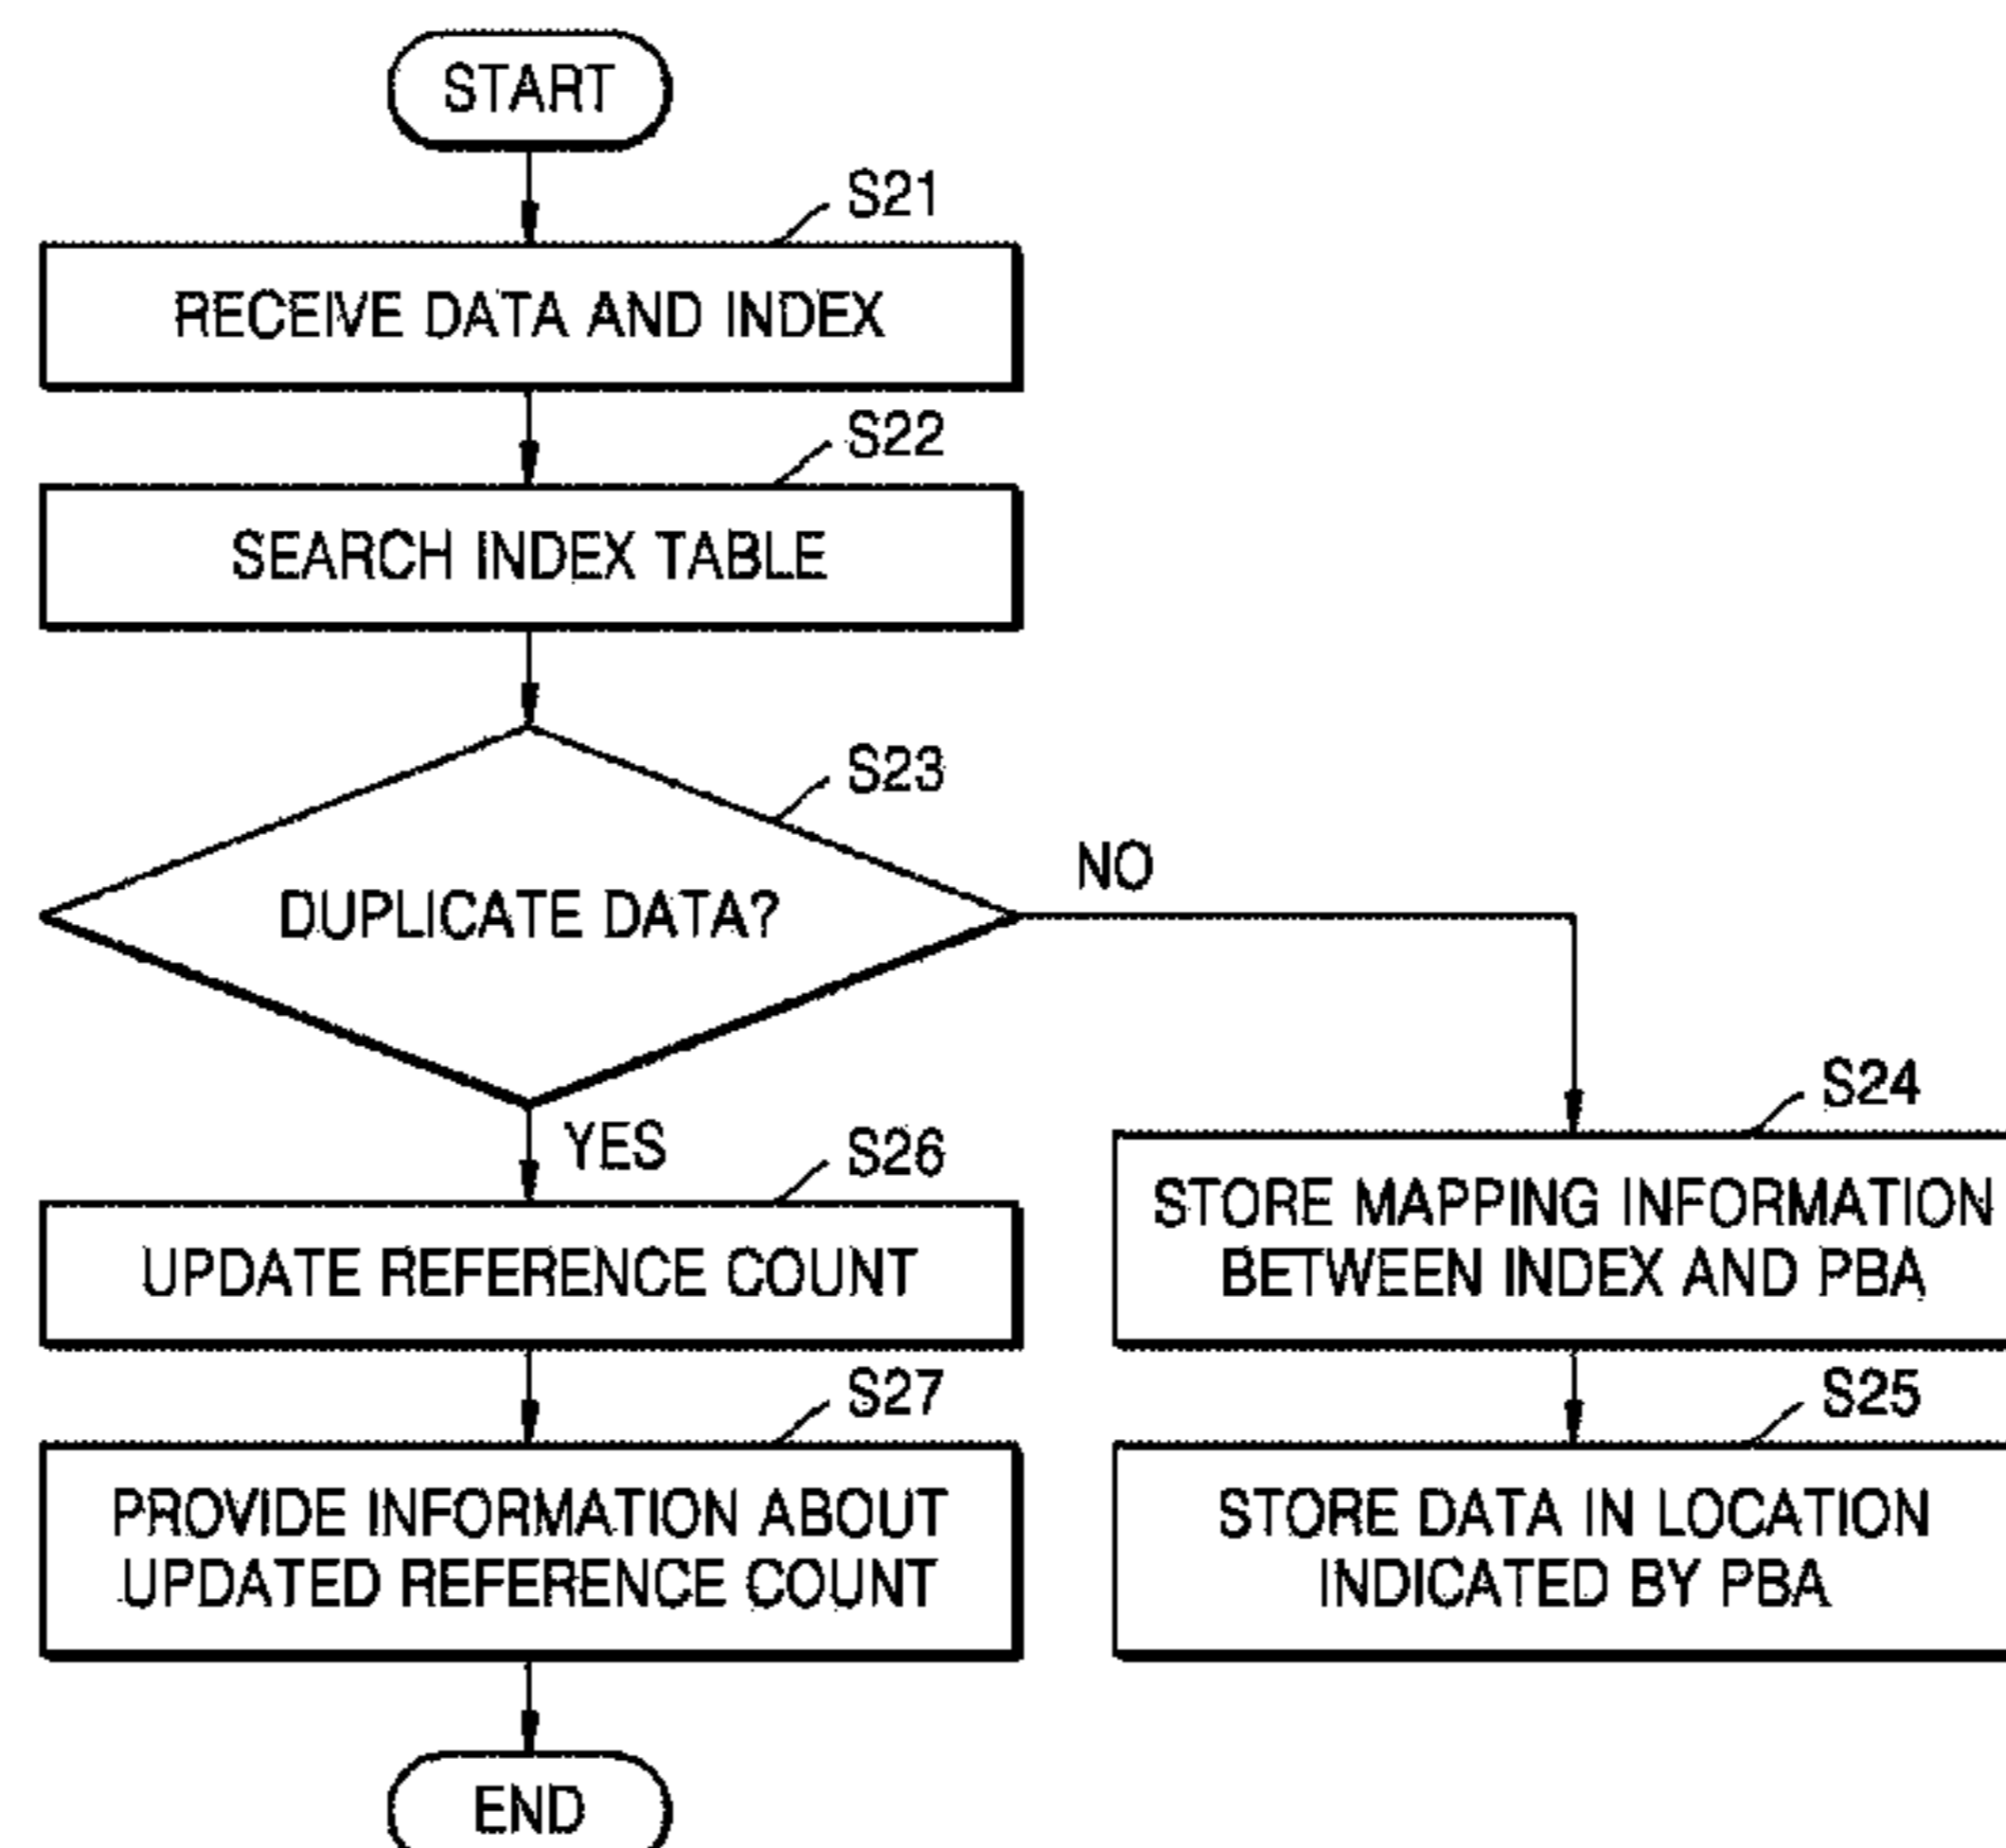 START
S21
RECEIVE DATA AND INDEX
S22
SEARCH INDEX TABLE
S23
DUPLICATE DATA?
NO
YES
S26
UPDATE REFERENCE COUNT
S24
STORE MAPPING INFORMATION
BETWEEN INDEX AND PBA
S27
PROVIDE INFORMATION ABOUT
UPDATED REFERENCE COUNT
S25
STORE DATA IN LOCATION
INDICATED BY PBA
END